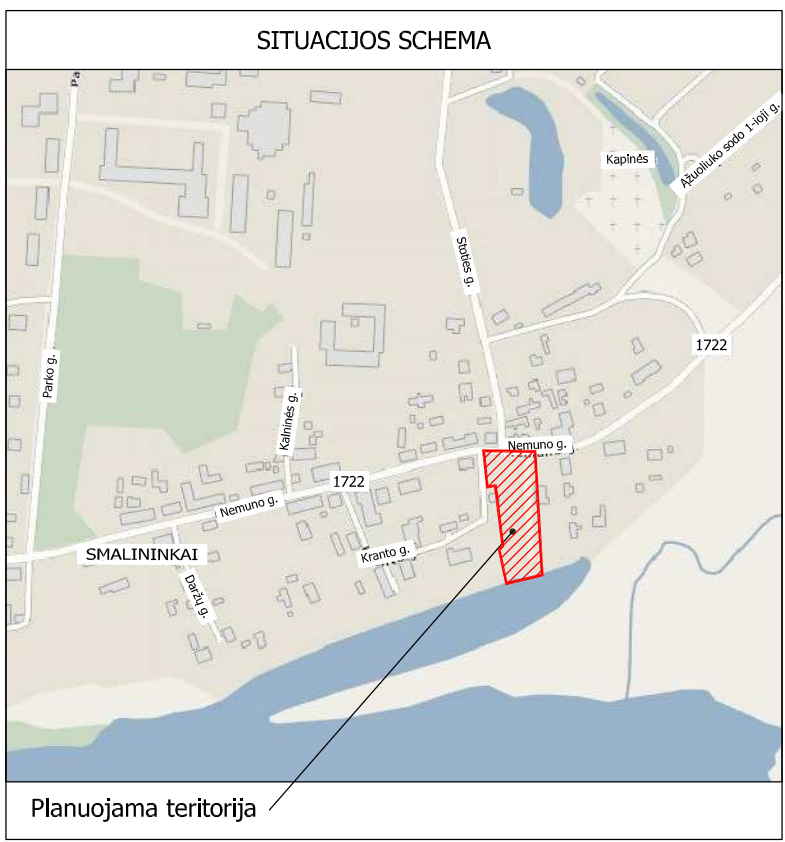 SITUACIJOS SCHEMA
Pa
Kapinės
Ąžuoliuko sodo 1-ioji g.
Stoties g.
1722
Parko g.
Kalninės g.
Nemuno g.
1722
Nemuno g.
SMALININKAI
Kranto g.
Daržų g.
Planuojama teritorija